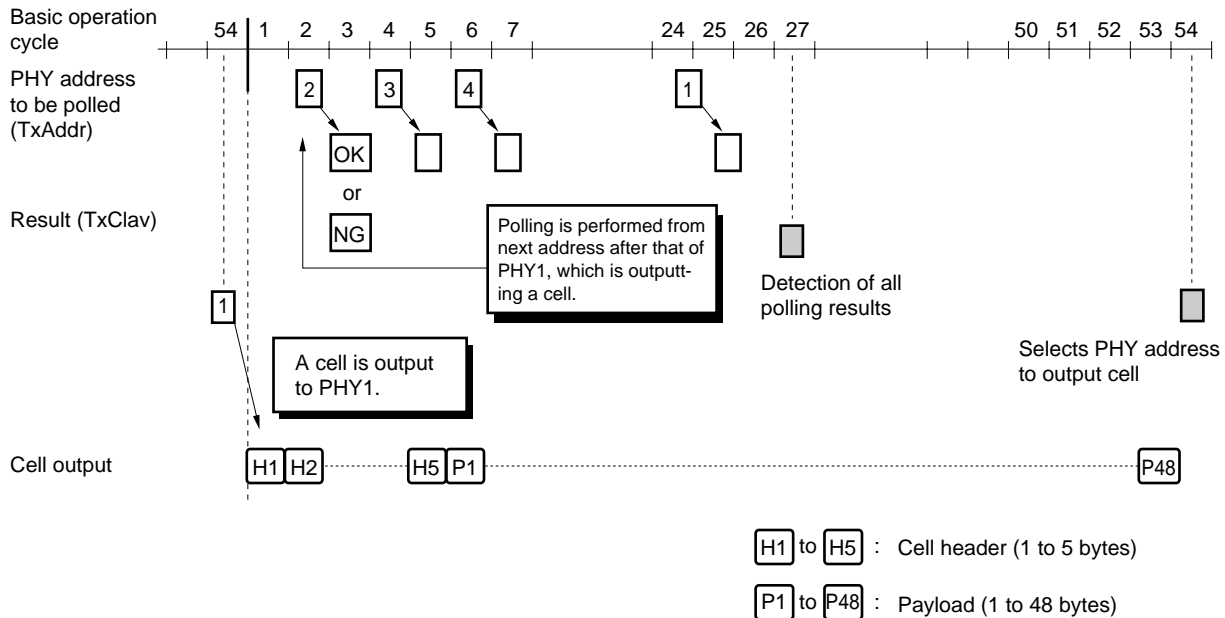 Basic operation
cycle
54 1 2 3 4 5 6 7 24 25 26 27 50 51 52 53 54
PHY address
to be polled
(TxAddr)
2 3 4 1
OK
or
NG
Result (TxClav)
Polling is performed from
next address after that of
PHY1, which is outputt-
ing a cell.
Detection of all
polling results
1
Selects PHY address
to output cell
A cell is output
to PHY1.
Cell output
H1 H2 H5 P1 P48
H1 to H5 : Cell header (1 to 5 bytes)
P1 to P48 : Payload (1 to 48 bytes)